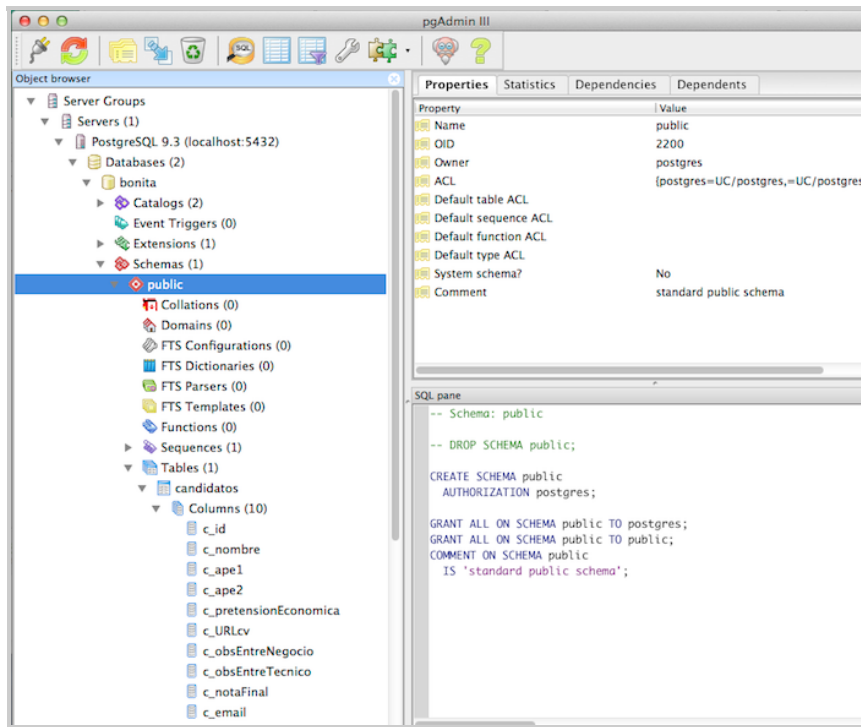 pgAdmin III
SQL
Object browser
Server Groups
Servers (1)
PostgreSQL 9.3 (localhost:5432)
Databases (2)
bonita
Catalogs (2)
Event Triggers (0)
Extensions (1)
Schemas (1)
public
Collations (0)
Domains (0)
FTS Configurations (0)
FTS Dictionaries (0)
FTS Parsers (0)
FTS Templates (0)
Functions (0)
Sequences (1)
Tables (1)
candidatos
Columns (10)
c_id
c_nombre
c_ape1
c_ape2
c_pretensionEconomica
c_URLcv
c_obsEntreNegocio
c_obsEntreTecnico
c_notaFinal
c_email
Properties Statistics Dependencies Dependents
Property Value
Name public
OID 2200
Owner postgres
ACL {postgres=UC/postgres,=UC/postgres
Default table ACL
Default sequence ACL
Default function ACL
Default type ACL
System schema? No
Comment standard public schema
SQL pane
-- Schema: public
-- DROP SCHEMA public;
CREATE SCHEMA public
AUTHORIZATION postgres;
GRANT ALL ON SCHEMA public TO postgres;
GRANT ALL ON SCHEMA public TO public;
COMMENT ON SCHEMA public
IS 'standard public schema';